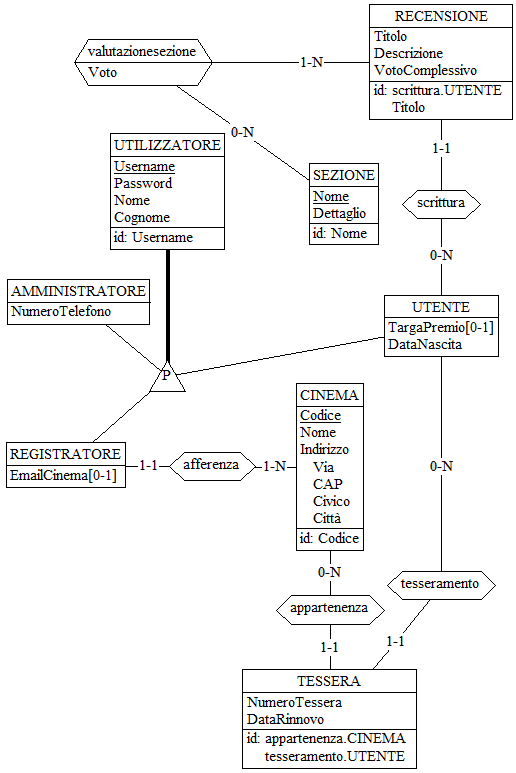 RECENSIONE
Titolo
Descrizione
VotoComplessivo
id: scrittura.UTENTE
Titolo
valutazionesezione
Voto
1-N
0-N
1-1
UTILIZZATORE
Username
Password
Nome
Cognome
id: Username
SEZIONE
Nome
Dettaglio
id: Nome
scrittura
0-N
AMMINISTRATORE
NumeroTelefono
UTENTE
TargaPremio[0-1]
DataNascita
P
CINEMA
Codice
Nome
Indirizzo
Via
CAP
Civico
Città
id: Codice
REGISTRATORE
EmailCinema[0-1]
1-1
afferenza
1-N
0-N
0-N
tesseramento
appartenenza
1-1
1-1
TESSERA
NumeroTessera
DataRinnovo
id: appartenenza.CINEMA
tesseramento.UTENTE